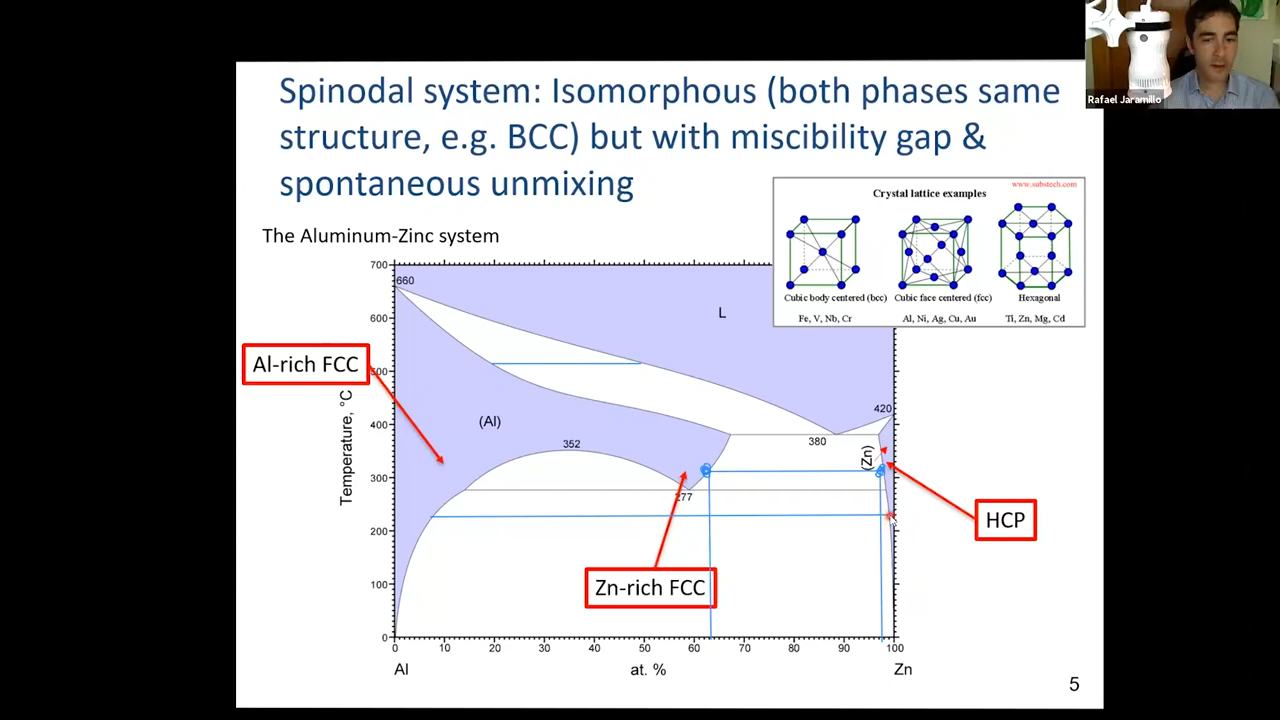 Rafael Jaramillo
Spinodal system: Isomorphous (both phases same
structure, e.g. BCC) but with miscibility gap &
spontaneous unmixing
www.substech.com
Crystal lattice examples
Cubic body centered (bcc)
Cubic face centered (fcc)
Hexagonal
Fe, V, Nb, Cr
Al, Ni, Ag, Cu, Au
Ti, Zn, Mg, Cd
The Aluminum-Zinc system
700
660
600
L
Al-rich FCC
500
Temperature, °C
400
(Al)
420
352
380
(Zn)
300
277
HCP
200
Zn-rich FCC
100
0
0 10 20 30 40 50 60 70 80 90 100
Al
at. %
Zn
5